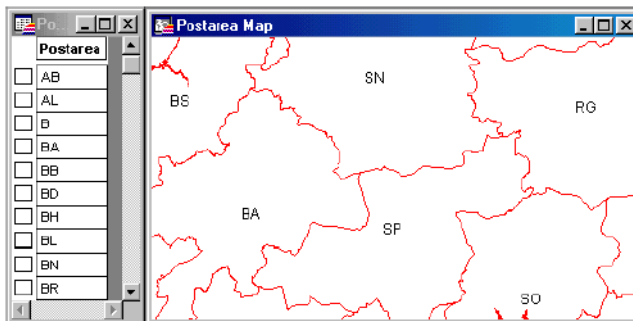 Po...
Postarea
AB
AL
B
BA
BB
BD
BH
BL
BN
BR
Postarea Map
SN
BS
RG
BA
SP
SO